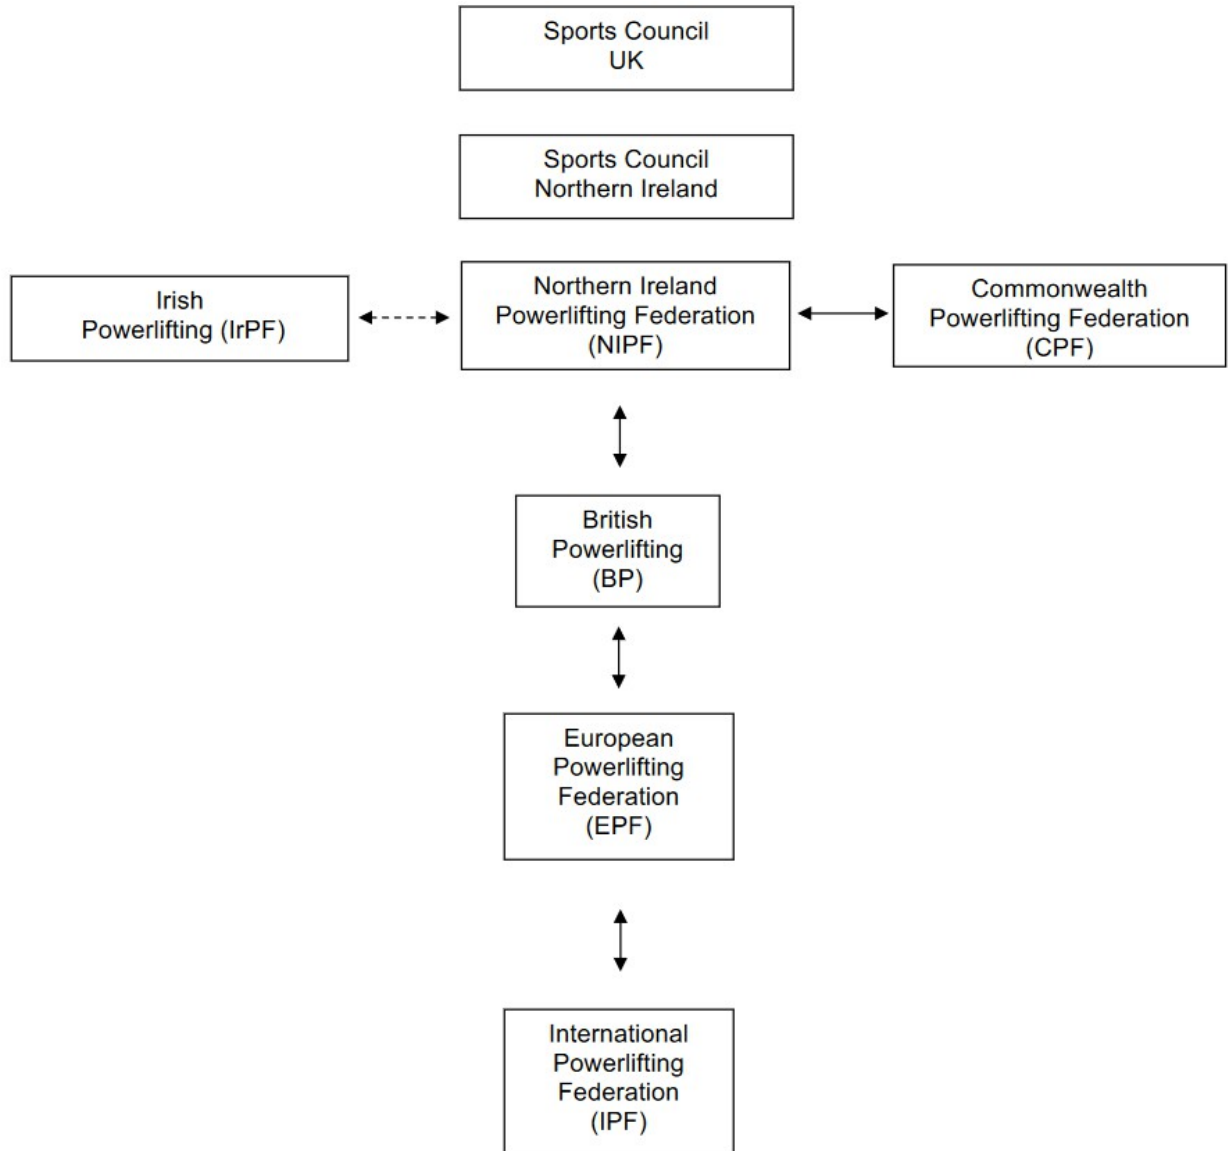 Sports Council
UK
Sports Council
Northern Ireland
Irish
Powerlifting (IrPF)
Northern Ireland
Powerlifting Federation
(NIPF)
Commonwealth
Powerlifting Federation
(CPF)
British
Powerlifting
(BP)
European
Powerlifting
Federation
(EPF)
International
Powerlifting
Federation
(IPF)